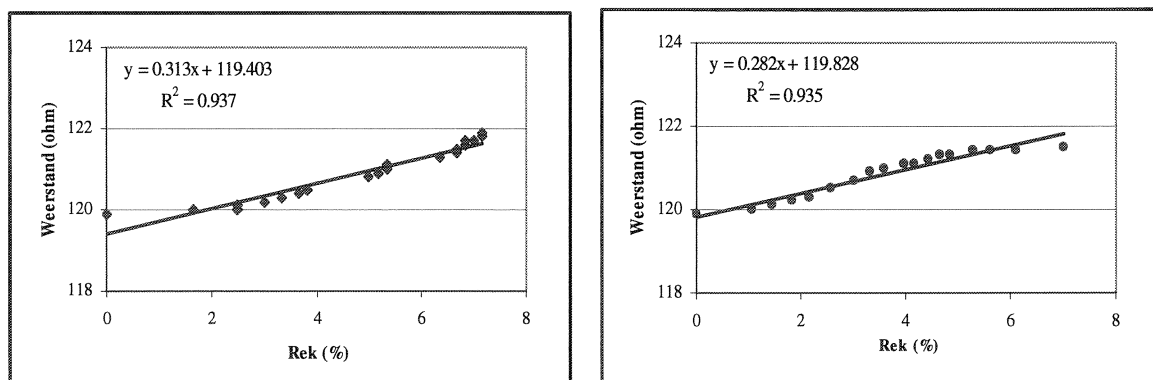 124
122
120
118
Weerstand (ohm)
y = 0.313x + 119.403
R² = 0.937
0 2 4 6 8
Rek (%)
124
122
120
118
Weerstand (ohm)
y = 0.282x + 119.828
R² = 0.935
0 2 4 6 8
Rek (%)